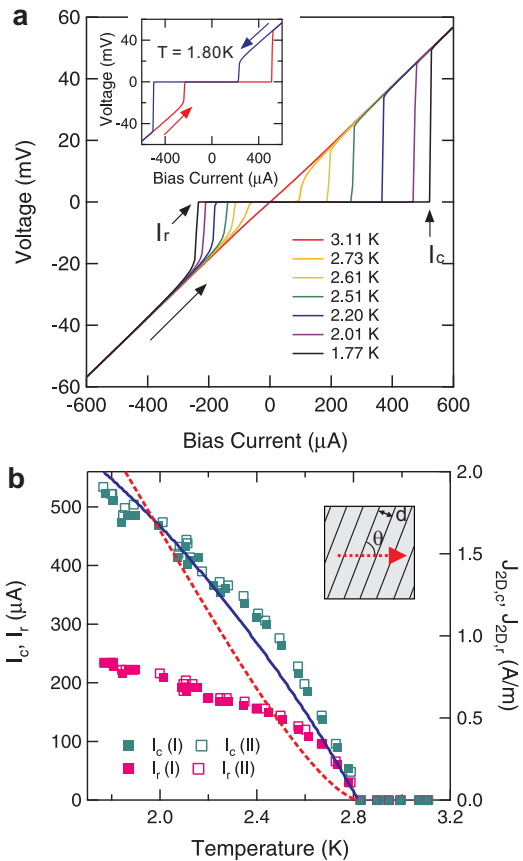 a
T = 1.80K
Voltage (mV)
40
0
-40
-400
0
400
Bias Current (μA)
Voltage (mV)
60
40
20
0
-20
-40
-60
Ir
Ic
3.11 K
2.73 K
2.61 K
2.51 K
2.20 K
2.01 K
1.77 K
-600
-400
-200
0
200
400
600
Bias Current (μA)
b
Ic, Ir (μA)
500
400
300
200
100
0
d
θ
Ic (I)
Ic (II)
Ir (I)
Ir (II)
2.0
1.5
1.0
0.5
0.0
J2D,c, J2D,r (A/m)
2.0
2.4
2.8
3.2
Temperature (K)